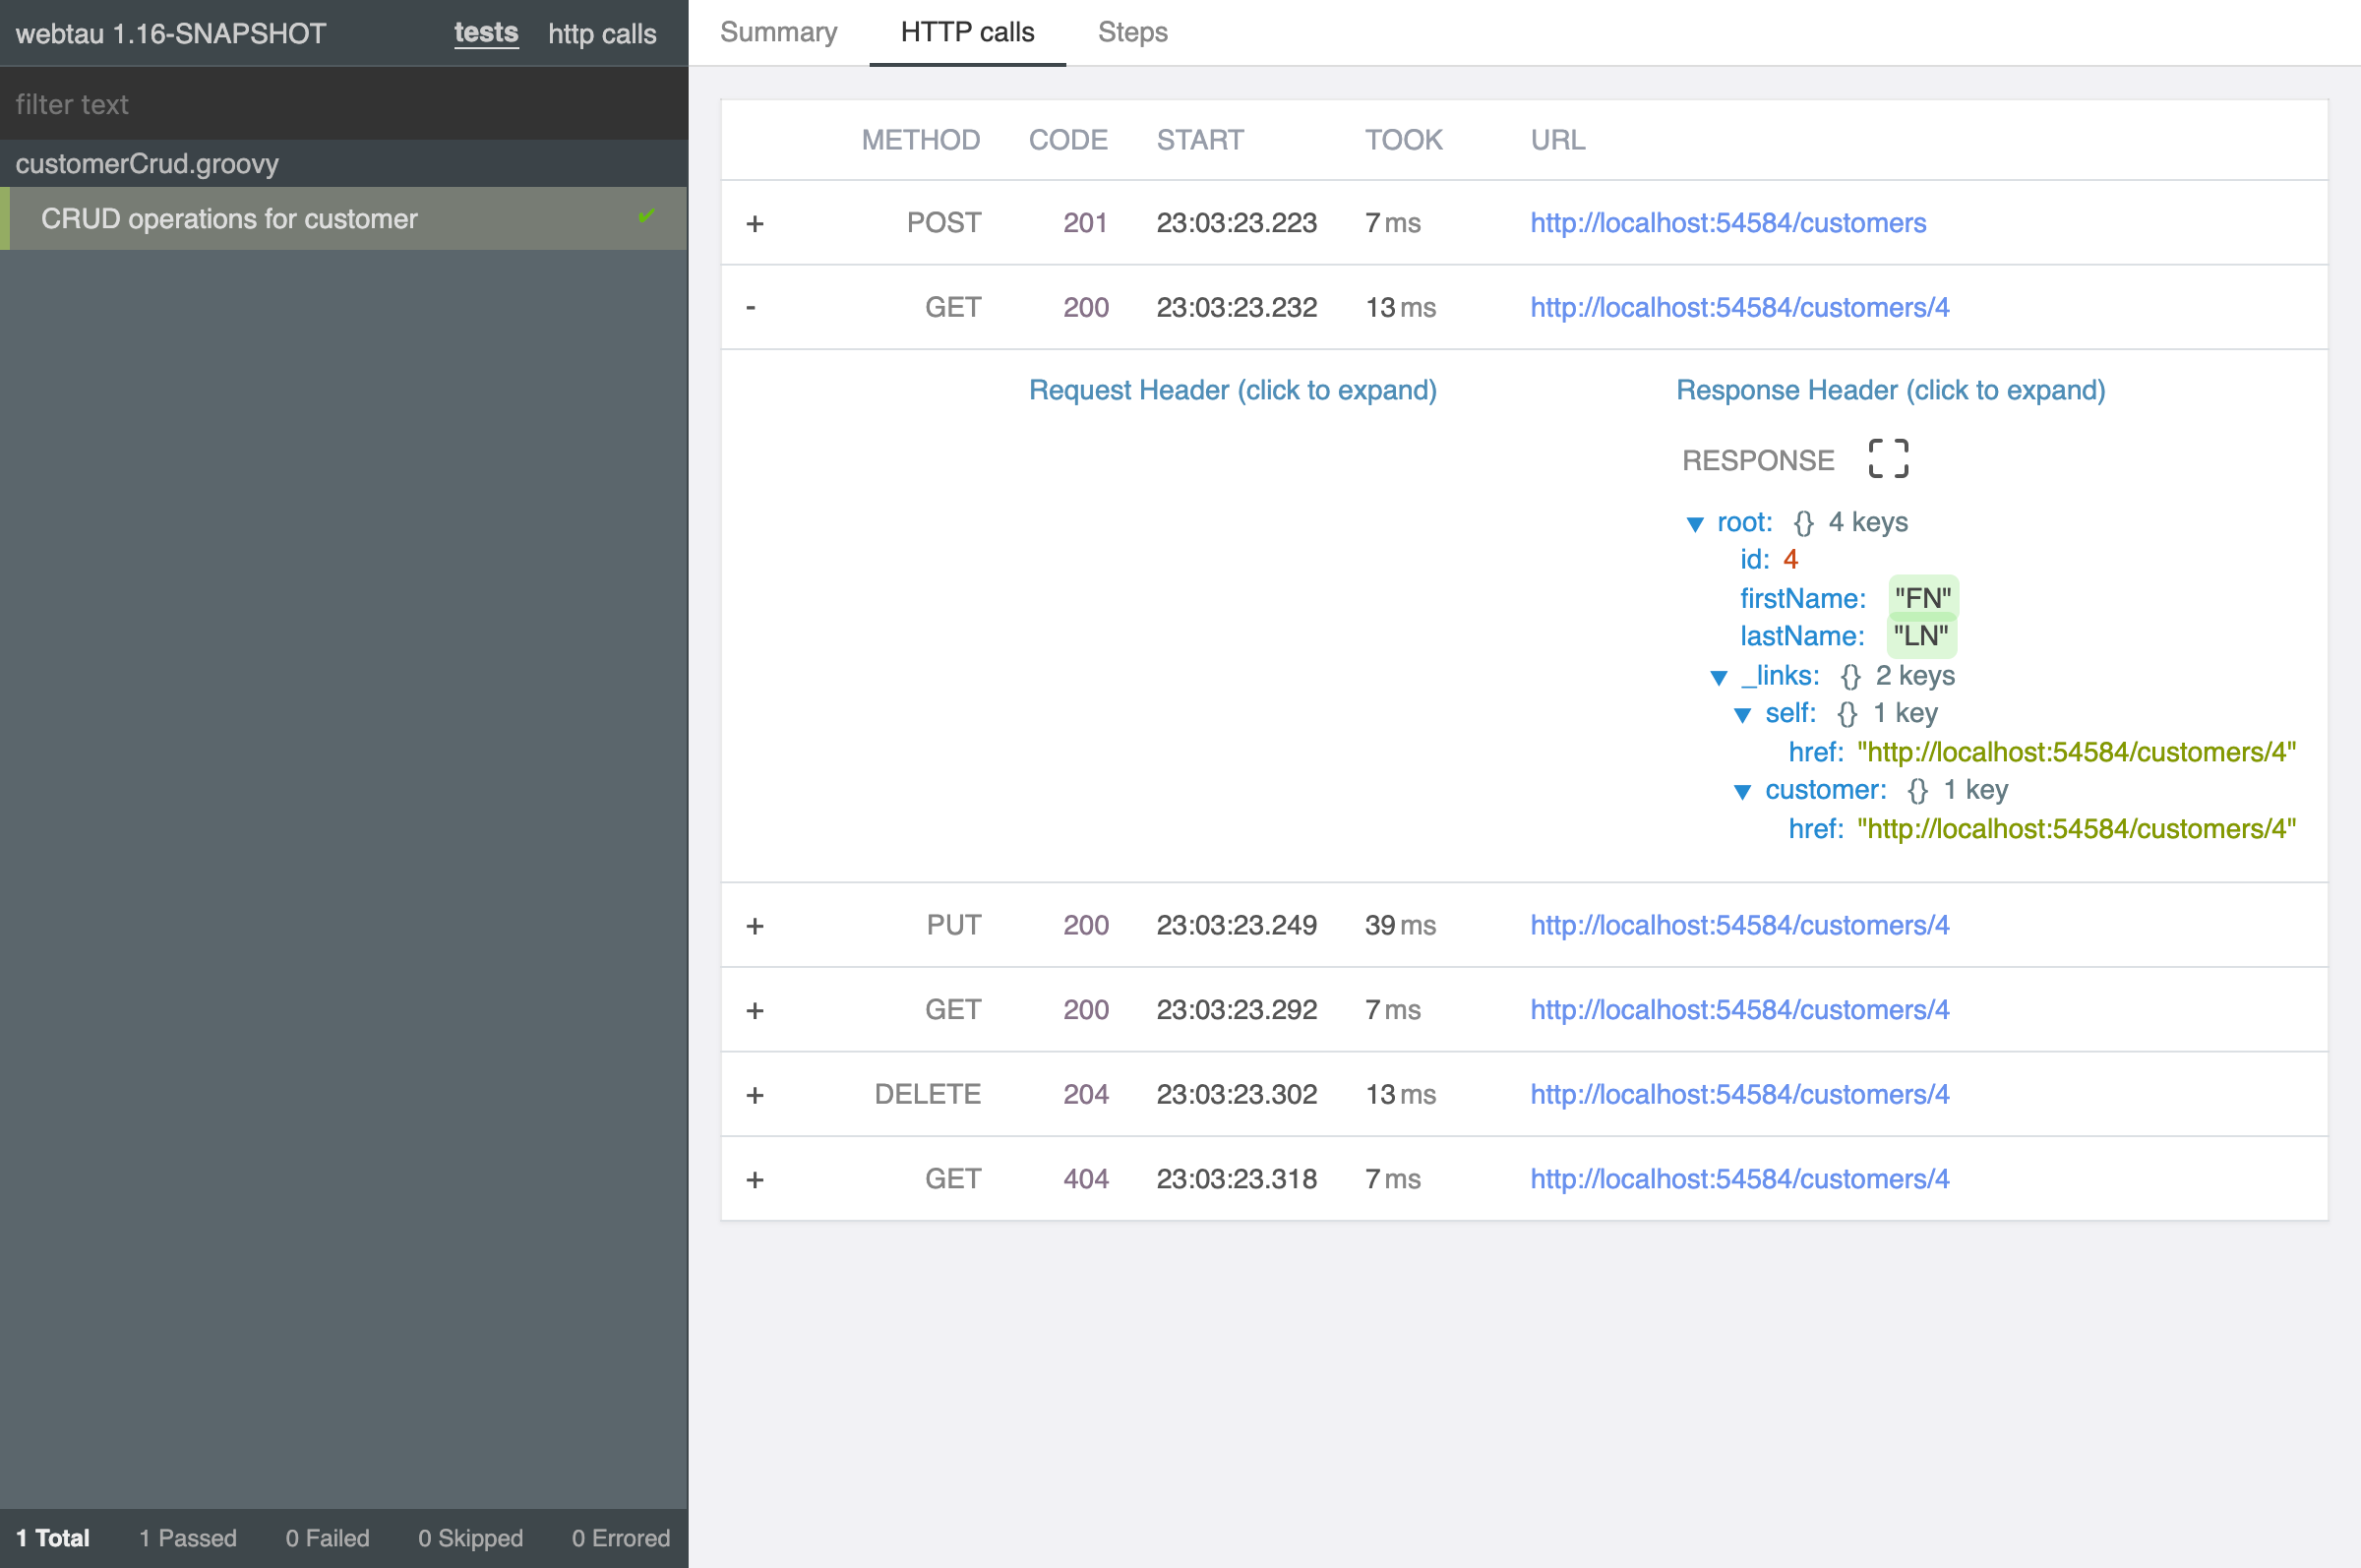 webtau 1.16-SNAPSHOT tests http calls
filter text
customerCrud.groovy
CRUD operations for customer ✔
1 Total 1 Passed 0 Failed 0 Skipped 0 Errored
Summary HTTP calls Steps
METHOD CODE START TOOK URL
+ POST 201 23:03:23.223 7 ms http://localhost:54584/customers
- GET 200 23:03:23.232 13 ms http://localhost:54584/customers/4
Request Header (click to expand) Response Header (click to expand)
RESPONSE
▼ root: {} 4 keys
id: 4
firstName: "FN"
lastName: "LN"
▼ _links: {} 2 keys
▼ self: {} 1 key
href: "http://localhost:54584/customers/4"
▼ customer: {} 1 key
href: "http://localhost:54584/customers/4"
+ PUT 200 23:03:23.249 39 ms http://localhost:54584/customers/4
+ GET 200 23:03:23.292 7 ms http://localhost:54584/customers/4
+ DELETE 204 23:03:23.302 13 ms http://localhost:54584/customers/4
+ GET 404 23:03:23.318 7 ms http://localhost:54584/customers/4